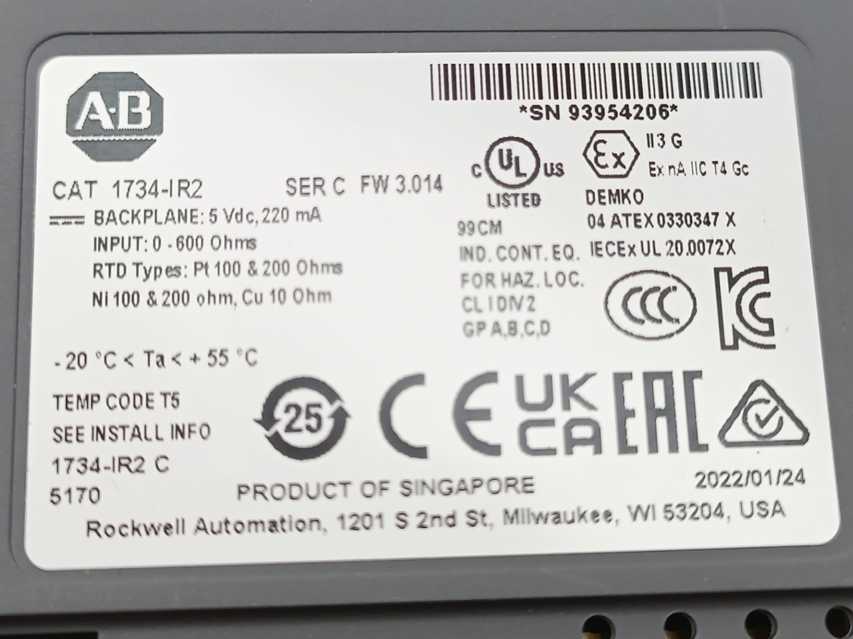 A·B
*SN 93954206*
CAT 1734-IR2 SER C FW 3.014
BACKPLANE: 5 Vdc, 220 mA
INPUT: 0 - 600 Ohms
RTD Types: Pt 100 & 200 Ohms
Ni 100 & 200 ohm, Cu 10 Ohm
C UL US
LISTED
99CM
IND. CONT. EQ.
FOR HAZ. LOC.
CL I DIV 2
GP A,B,C,D
Ex II 3 G
Ex nA IIC T4 Gc
DEMKO
04 ATEX 0330347 X
IECEx UL 20.0072X
CCC
KC
-20 °C < Ta < + 55 °C
TEMP CODE T5
SEE INSTALL INFO
1734-IR2 C
5170
25
CE
UK
CA
EAC
PRODUCT OF SINGAPORE
2022/01/24
Rockwell Automation, 1201 S 2nd St, Milwaukee, WI 53204, USA